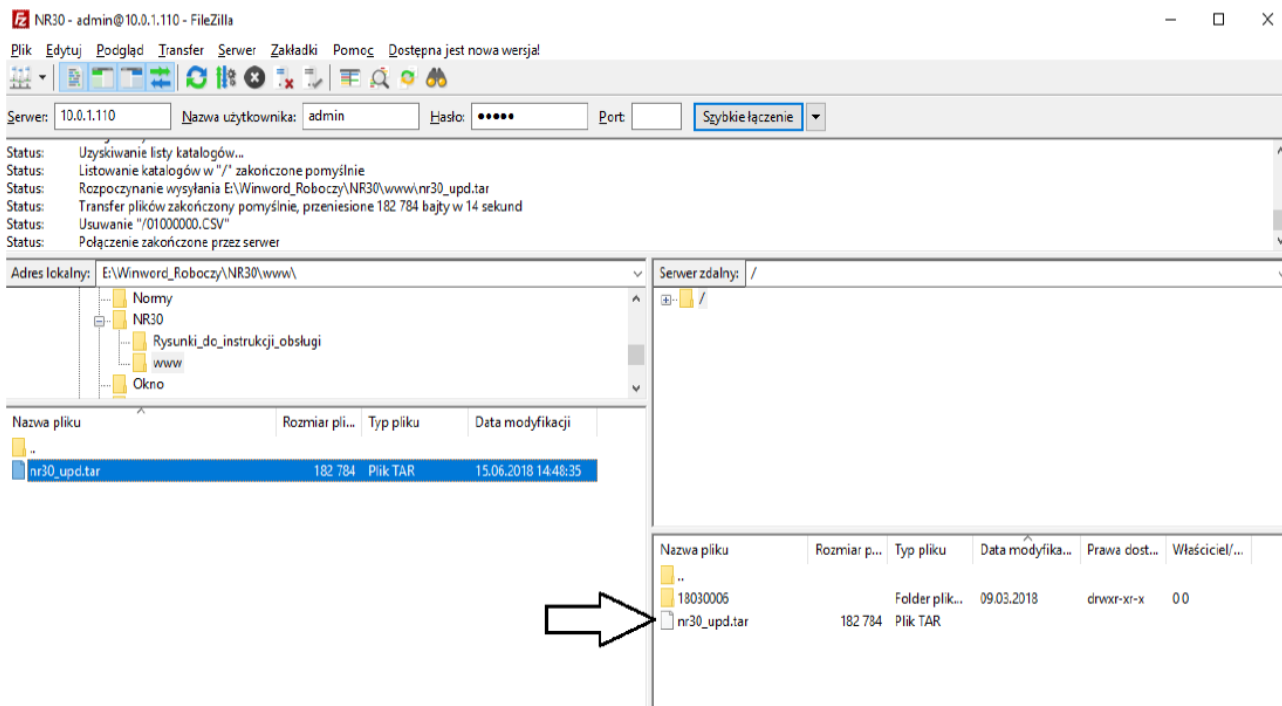 NR30 - admin@10.0.1.110 - FileZilla
Plik Edytuj Podgląd Transfer Serwer Zakładki Pomoc Dostępna jest nowa wersja!
Serwer: 10.0.1.110 Nazwa użytkownika: admin Hasło: ●●●●● Port: Szybkie łączenie
Status: Uzyskiwanie listy katalogów...
Status: Listowanie katalogów w "/" zakończone pomyślnie
Status: Rozpoczynanie wysyłania E:\Winword_Roboczy\NR30\www\nr30_upd.tar
Status: Transfer plików zakończony pomyślnie, przeniesione 182 784 bajty w 14 sekund
Status: Usuwanie "/01000000.CSV"
Status: Połączenie zakończone przez serwer
Adres lokalny: E:\Winword_Roboczy\NR30\www\
Normy
NR30
Rysunki_do_instrukcji_obsługi
www
Okno
Nazwa pliku Rozmiar pli... Typ pliku Data modyfikacji
..
nr30_upd.tar 182 784 Plik TAR 15.06.2018 14:48:35
Serwer zdalny: /
/
Nazwa pliku Rozmiar p... Typ pliku Data modyfika... Prawa dost... Właściciel/...
..
18030006 Folder plik... 09.03.2018 drwxr-xr-x 0 0
nr30_upd.tar 182 784 Plik TAR